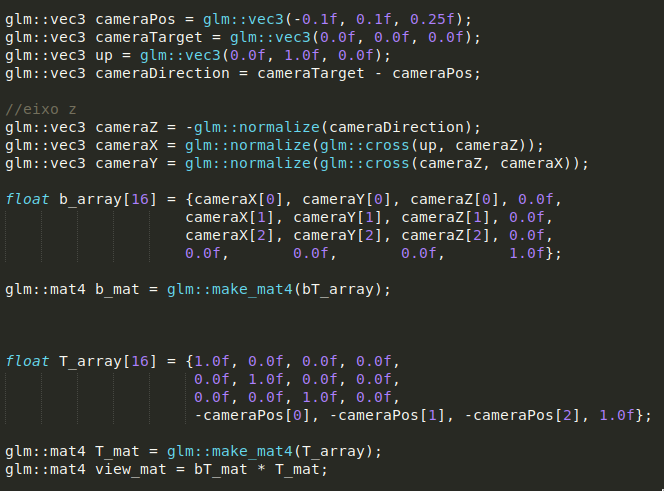 glm::vec3 cameraPos = glm::vec3(-0.1f, 0.1f, 0.25f);
glm::vec3 cameraTarget = glm::vec3(0.0f, 0.0f, 0.0f);
glm::vec3 up = glm::vec3(0.0f, 1.0f, 0.0f);
glm::vec3 cameraDirection = cameraTarget - cameraPos;
//eixo z
glm::vec3 cameraZ = -glm::normalize(cameraDirection);
glm::vec3 cameraX = glm::normalize(glm::cross(up, cameraZ));
glm::vec3 cameraY = glm::normalize(glm::cross(cameraZ, cameraX));
float b_array[16] = {cameraX[0], cameraY[0], cameraZ[0], 0.0f,
cameraX[1], cameraY[1], cameraZ[1], 0.0f,
cameraX[2], cameraY[2], cameraZ[2], 0.0f,
0.0f, 0.0f, 0.0f, 1.0f};
glm::mat4 b_mat = glm::make_mat4(bT_array);
float T_array[16] = {1.0f, 0.0f, 0.0f, 0.0f,
0.0f, 1.0f, 0.0f, 0.0f,
0.0f, 0.0f, 1.0f, 0.0f,
-cameraPos[0], -cameraPos[1], -cameraPos[2], 1.0f};
glm::mat4 T_mat = glm::make_mat4(T_array);
glm::mat4 view_mat = bT_mat * T_mat;